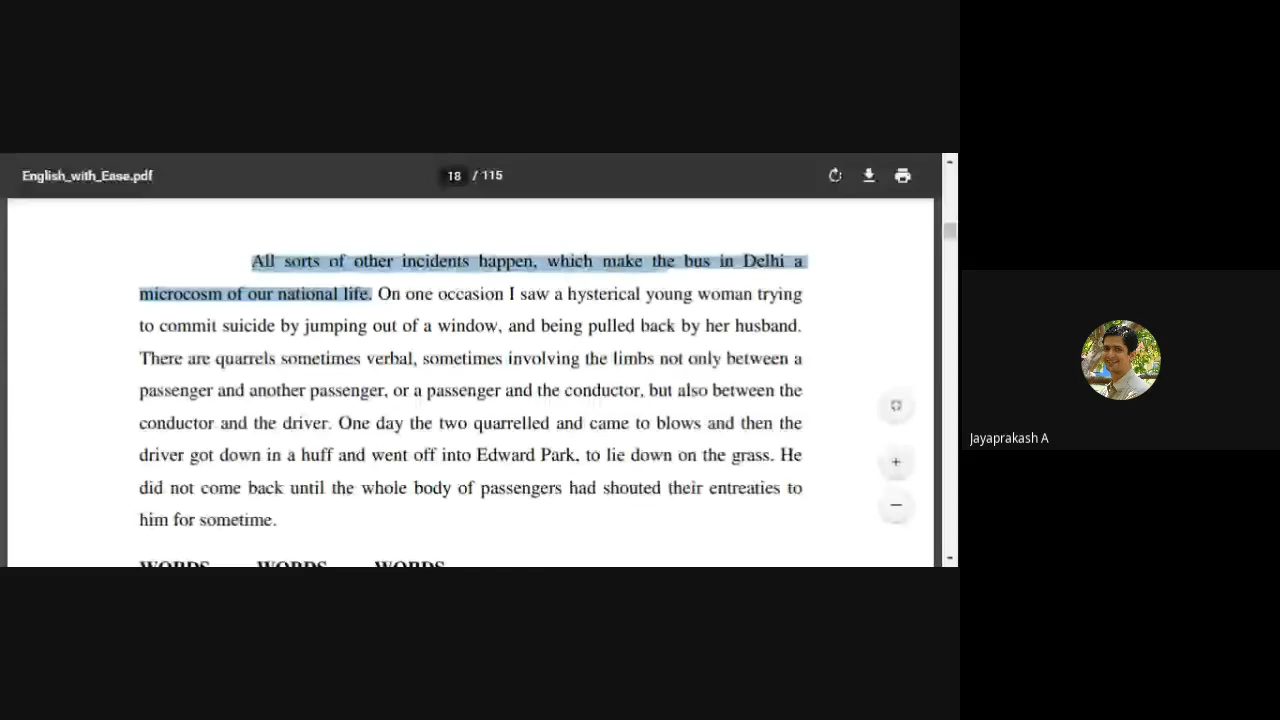 English_with_Ease.pdf
18 / 115
All sorts of other incidents happen, which make the bus in Delhi a
microcosm of our national life. On one occasion I saw a hysterical young woman trying
to commit suicide by jumping out of a window, and being pulled back by her husband.
There are quarrels sometimes verbal, sometimes involving the limbs not only between a
passenger and another passenger, or a passenger and the conductor, but also between the
conductor and the driver. One day the two quarrelled and came to blows and then the
driver got down in a huff and went off into Edward Park, to lie down on the grass. He
did not come back until the whole body of passengers had shouted their entreaties to
him for sometime.
WORDS WORDS WORDS
Jayaprakash A